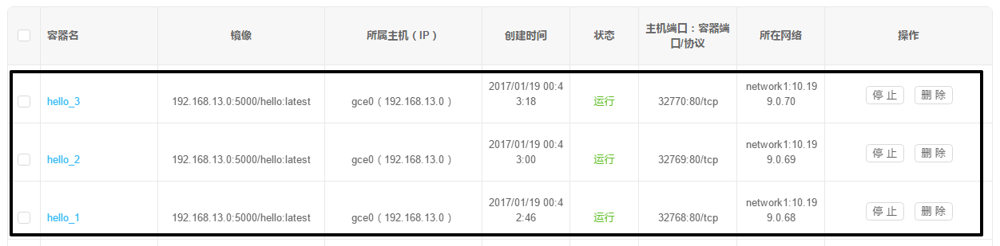 容器名 镜像 所属主机（IP） 创建时间 状态 主机端口：容器端口/协议 所在网络 操作
hello_3 192.168.13.0:5000/hello:latest gce0（192.168.13.0） 2017/01/19 00:43:18 运行 32770:80/tcp network1:10.199.0.70 停 止 删 除
hello_2 192.168.13.0:5000/hello:latest gce0（192.168.13.0） 2017/01/19 00:43:00 运行 32769:80/tcp network1:10.199.0.69 停 止 删 除
hello_1 192.168.13.0:5000/hello:latest gce0（192.168.13.0） 2017/01/19 00:42:46 运行 32768:80/tcp network1:10.199.0.68 停 止 删 除